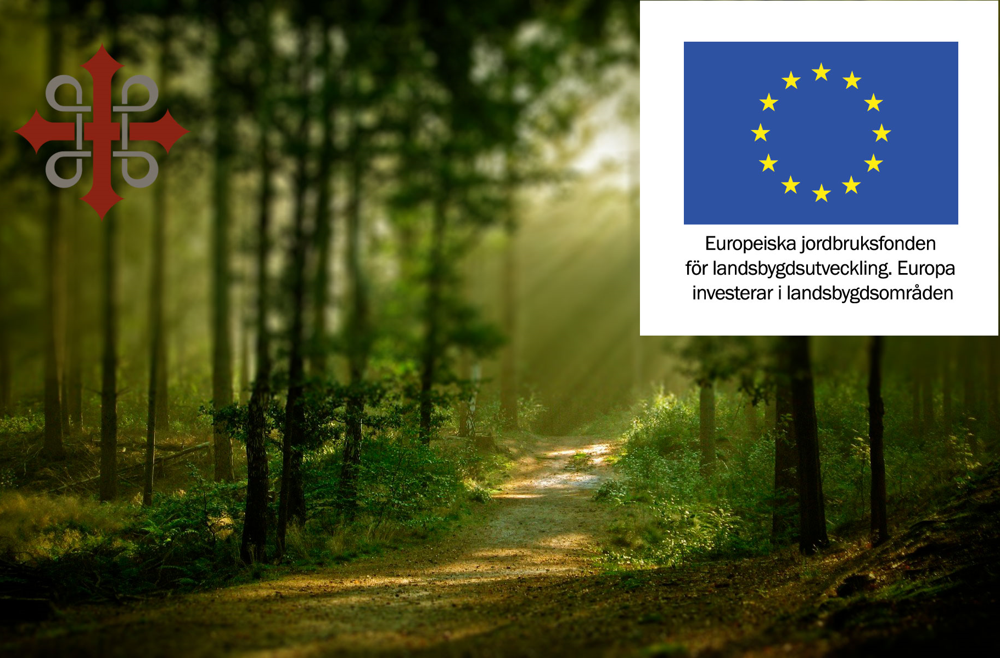 Europeiska jordbruksfonden
för landsbygdsutveckling. Europa
investerar i landsbygdsområden